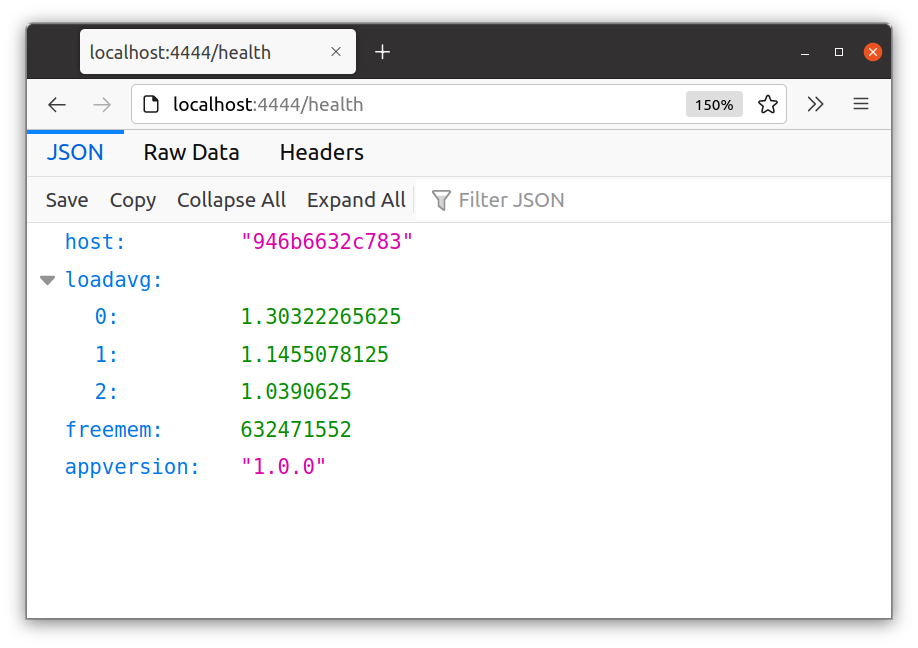 localhost:4444/health
localhost:4444/health 150%
JSON Raw Data Headers
Save Copy Collapse All Expand All Filter JSON
host: "946b6632c783"
loadavg:
0: 1.30322265625
1: 1.1455078125
2: 1.0390625
freemem: 632471552
appversion: "1.0.0"